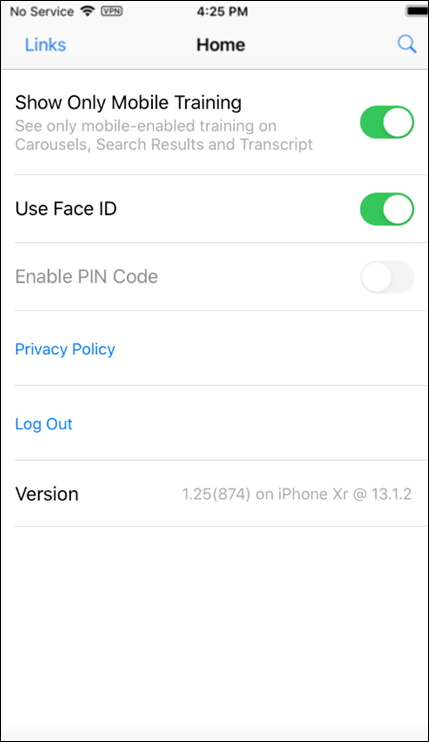 No Service VPN 4:25 PM
Links Home
Show Only Mobile Training
See only mobile-enabled training on
Carousels, Search Results and Transcript
Use Face ID
Enable PIN Code
Privacy Policy
Log Out
Version 1.25(874) on iPhone Xr @ 13.1.2